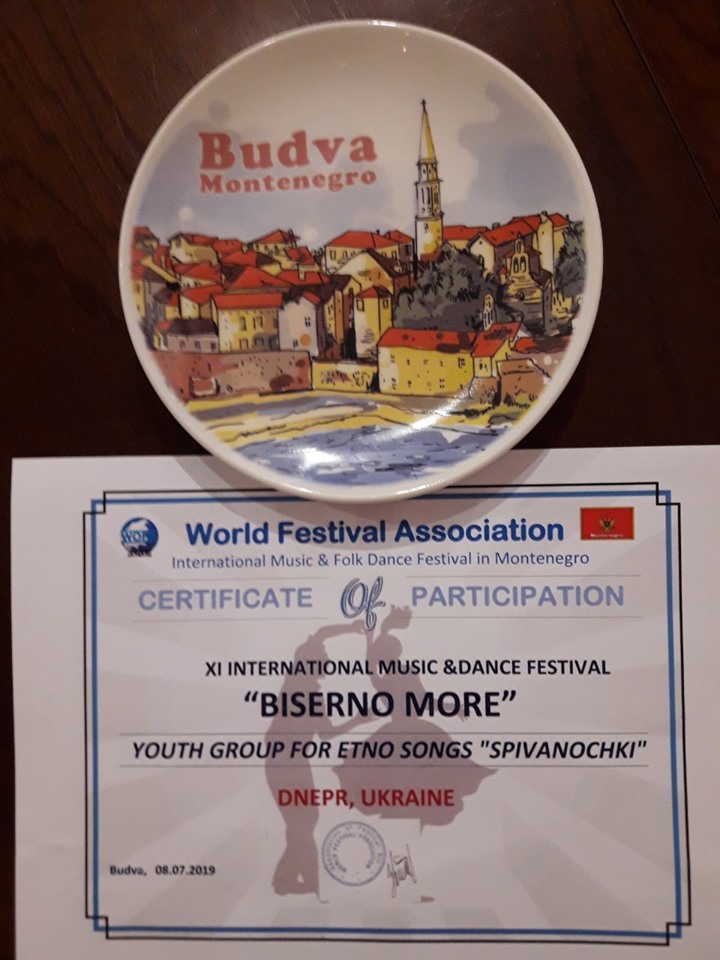 Budva
Montenegro
World Festival Association
International Music & Folk Dance Festival in Montenegro
CERTIFICATE Of PARTICIPATION
XI INTERNATIONAL MUSIC &DANCE FESTIVAL
“BISERNO MORE”
YOUTH GROUP FOR ETNO SONGS "SPIVANOCHKI"
DNEPR, UKRAINE
Budva, 08.07.2019